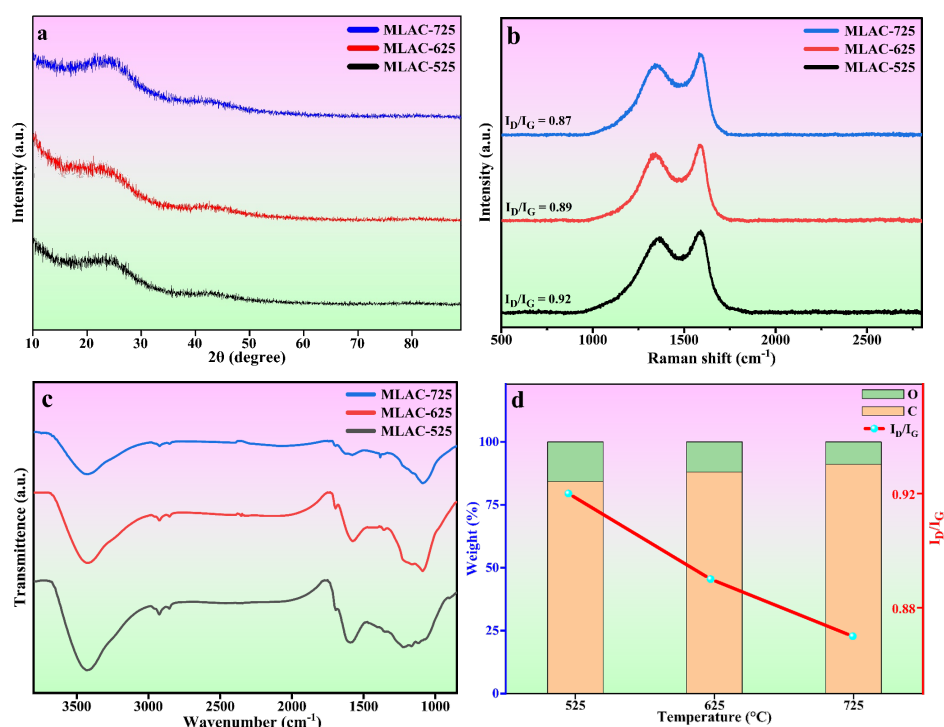 a
MLAC-725
MLAC-625
MLAC-525
Intensity (a.u.)
10 20 30 40 50 60 70 80
2θ (degree)
b
MLAC-725
MLAC-625
MLAC-525
I_D/I_G = 0.87
I_D/I_G = 0.89
I_D/I_G = 0.92
Intensity (a.u.)
500 1000 1500 2000 2500
Raman shift (cm⁻¹)
c
MLAC-725
MLAC-625
MLAC-525
Transmittence (a.u.)
3500 3000 2500 2000 1500 1000
Wavenumber (cm⁻¹)
d
O
C
I_D/I_G
100
75
50
25
0
Weight (%)
0.92
0.88
I_D/I_G
525 625 725
Temperature (°C)